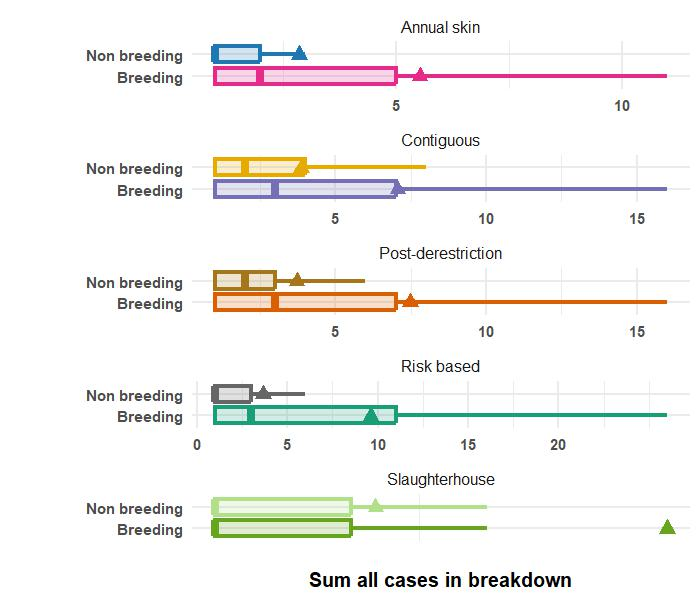 Annual skin
Non breeding
Breeding
5 10
Contiguous
Non breeding
Breeding
5 10 15
Post-derestriction
Non breeding
Breeding
5 10 15
Risk based
Non breeding
Breeding
0 5 10 15 20
Slaughterhouse
Non breeding
Breeding
Sum all cases in breakdown